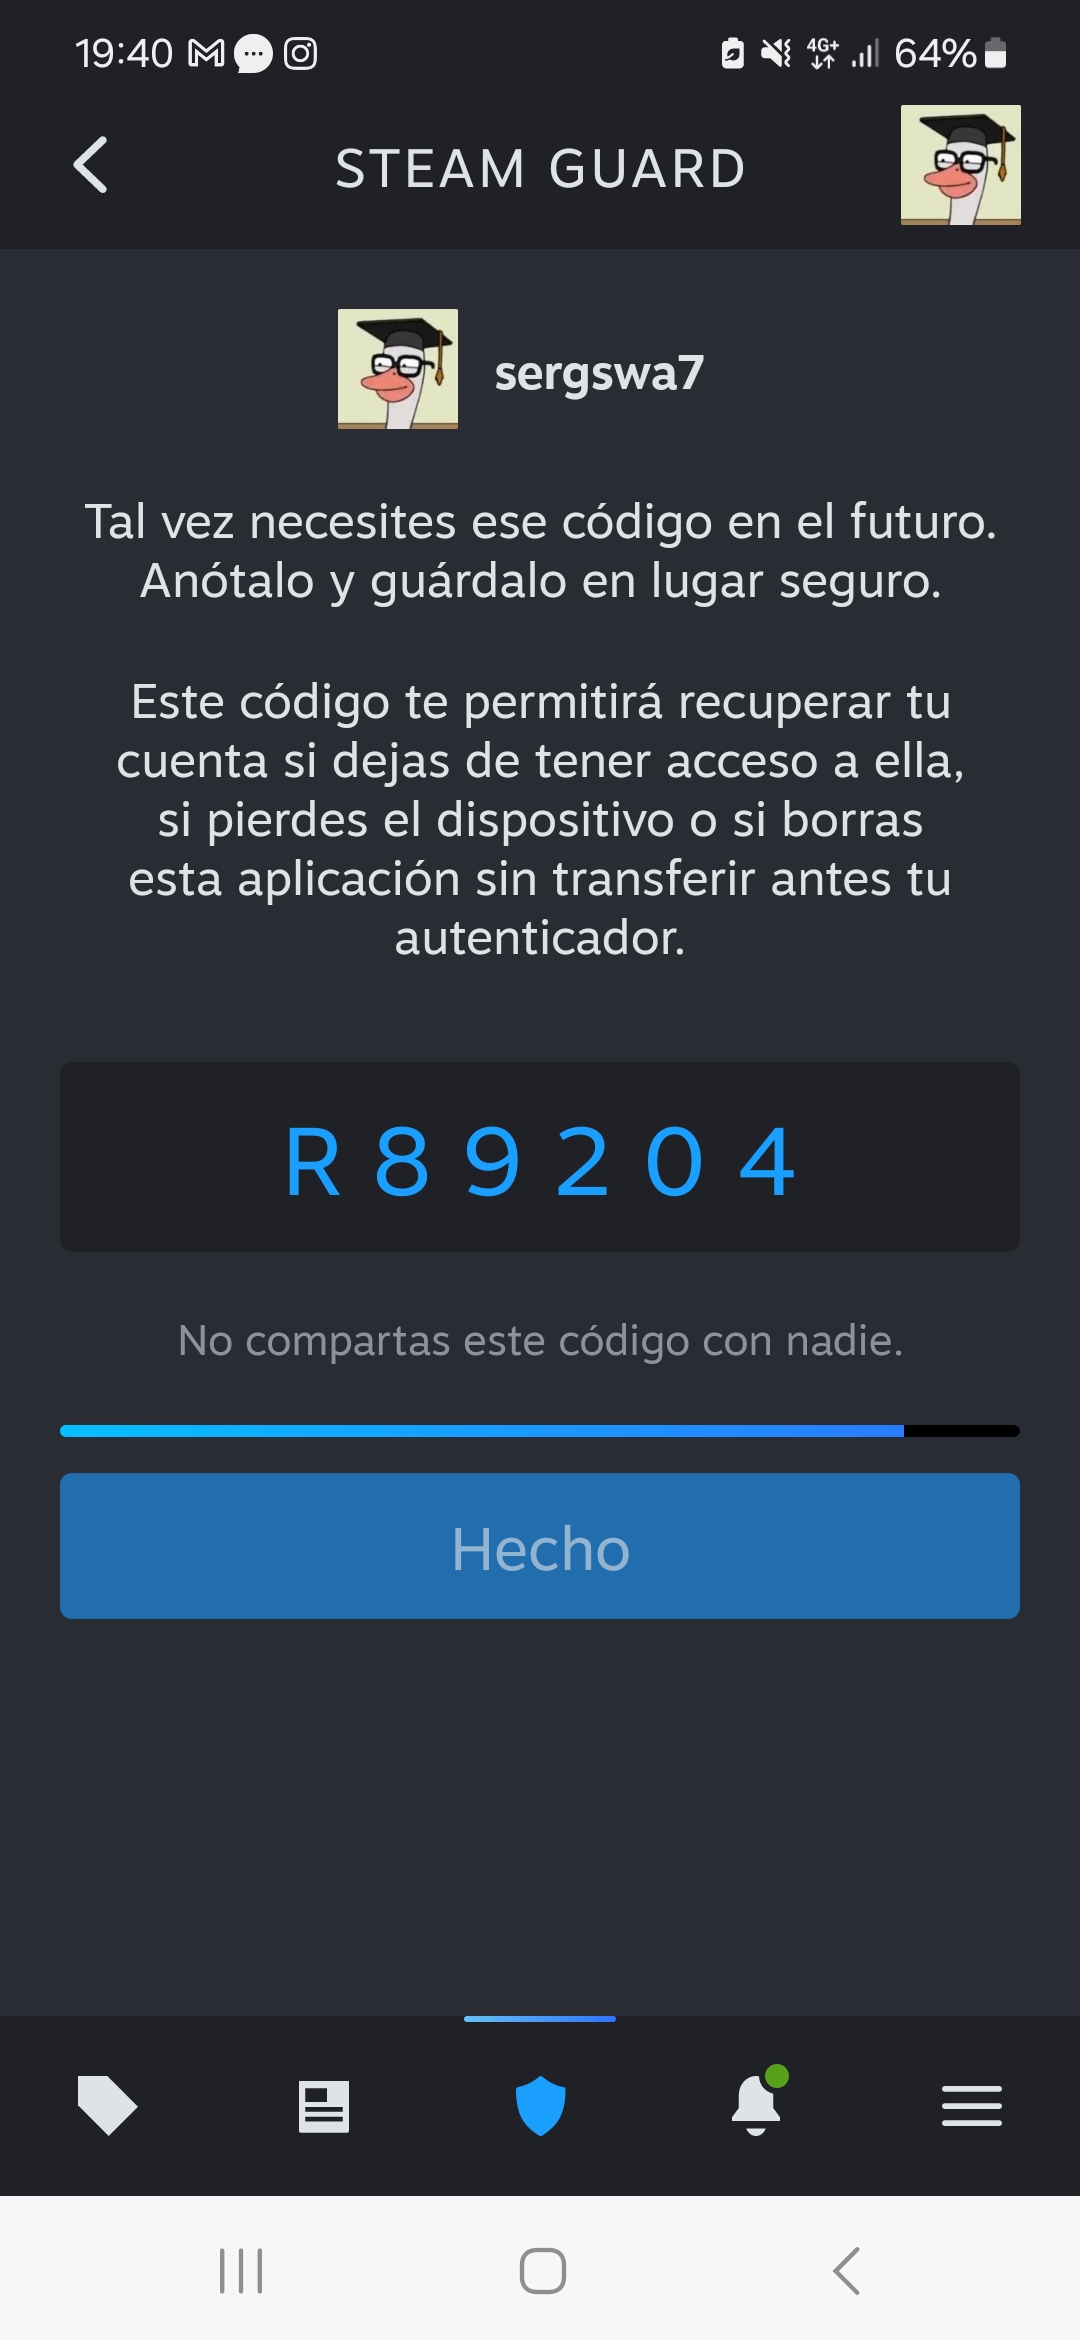 19:40
4G+ 64%
STEAM GUARD
sergswa7
Tal vez necesites ese código en el futuro.
Anótalo y guárdalo en lugar seguro.
Este código te permitirá recuperar tu
cuenta si dejas de tener acceso a ella,
si pierdes el dispositivo o si borras
esta aplicación sin transferir antes tu
autenticador.
R89204
No compartas este código con nadie.
Hecho